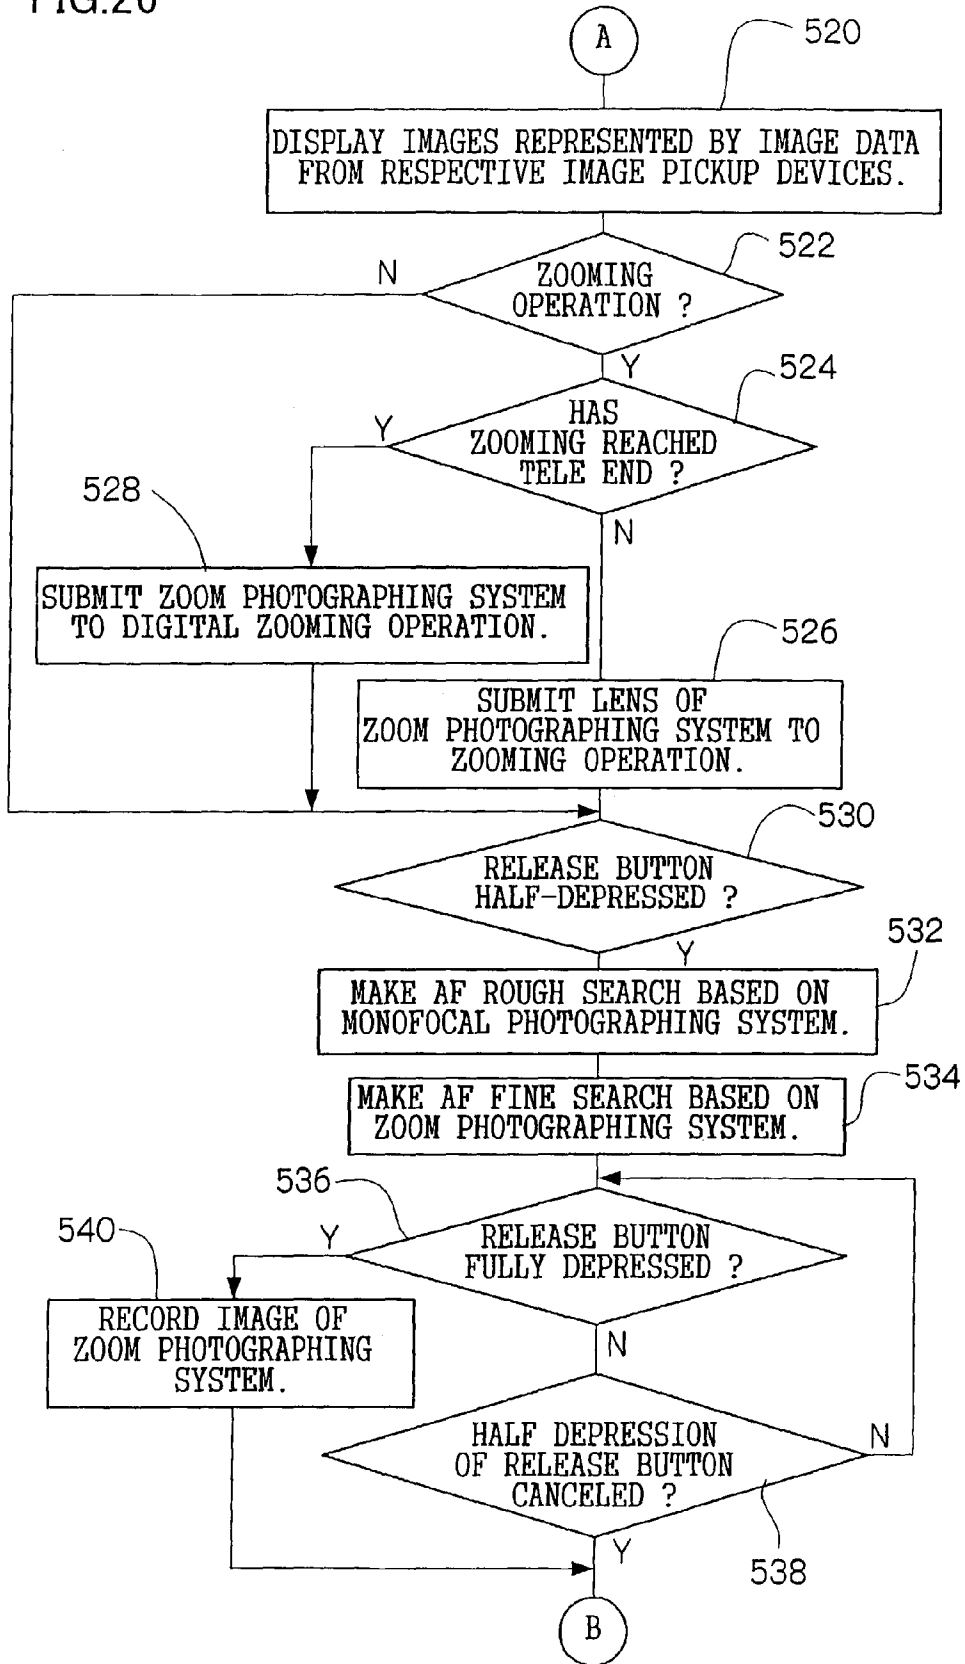 FIG.20
A
520
DISPLAY IMAGES REPRESENTED BY IMAGE DATA
FROM RESPECTIVE IMAGE PICKUP DEVICES.
522
N
ZOOMING
OPERATION ?
Y
524
Y
HAS
ZOOMING REACHED
TELE END ?
N
528
SUBMIT ZOOM PHOTOGRAPHING SYSTEM
TO DIGITAL ZOOMING OPERATION.
526
SUBMIT LENS OF
ZOOM PHOTOGRAPHING SYSTEM TO
ZOOMING OPERATION.
530
RELEASE BUTTON
HALF-DEPRESSED ?
Y
532
MAKE AF ROUGH SEARCH BASED ON
MONOFOCAL PHOTOGRAPHING SYSTEM.
534
MAKE AF FINE SEARCH BASED ON
ZOOM PHOTOGRAPHING SYSTEM.
536
540
Y
RELEASE BUTTON
FULLY DEPRESSED ?
N
RECORD IMAGE OF
ZOOM PHOTOGRAPHING
SYSTEM.
HALF DEPRESSION
OF RELEASE BUTTON
CANCELED ?
N
538
Y
B